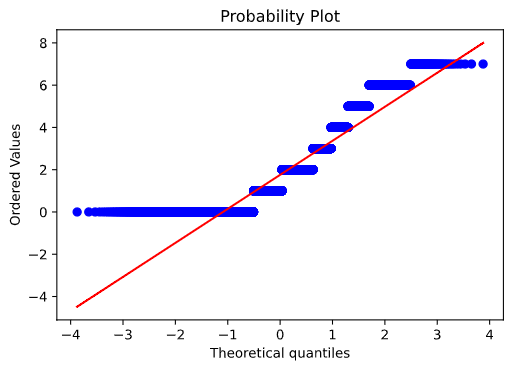 Probability Plot
Ordered Values
8
6
4
2
0
−2
−4
−4 −3 −2 −1 0 1 2 3 4
Theoretical quantiles